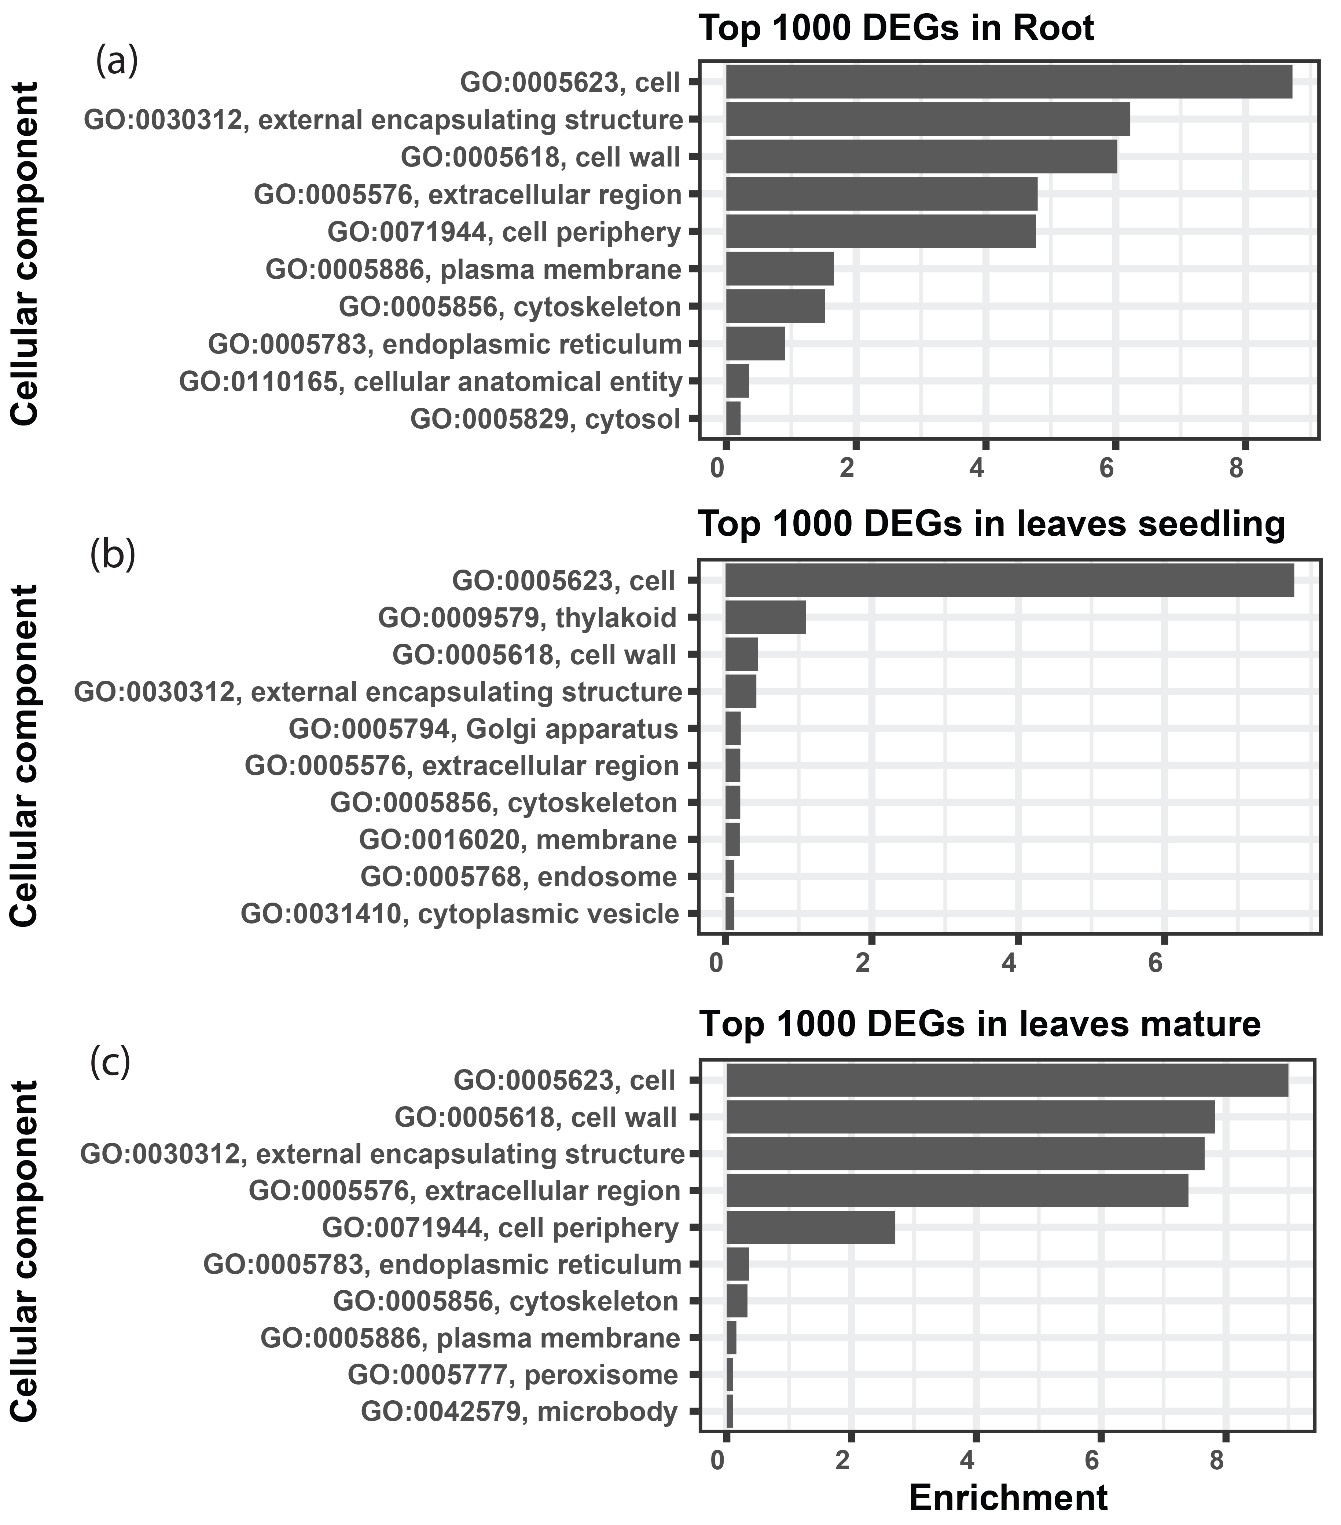 Top 1000 DEGs in Root
(a)
Cellular component
GO:0005623, cell
GO:0030312, external encapsulating structure
GO:0005618, cell wall
GO:0005576, extracellular region
GO:0071944, cell periphery
GO:0005886, plasma membrane
GO:0005856, cytoskeleton
GO:0005783, endoplasmic reticulum
GO:0110165, cellular anatomical entity
GO:0005829, cytosol
0 2 4 6 8
Top 1000 DEGs in leaves seedling
(b)
Cellular component
GO:0005623, cell
GO:0009579, thylakoid
GO:0005618, cell wall
GO:0030312, external encapsulating structure
GO:0005794, Golgi apparatus
GO:0005576, extracellular region
GO:0005856, cytoskeleton
GO:0016020, membrane
GO:0005768, endosome
GO:0031410, cytoplasmic vesicle
0 2 4 6
Top 1000 DEGs in leaves mature
(c)
Cellular component
GO:0005623, cell
GO:0005618, cell wall
GO:0030312, external encapsulating structure
GO:0005576, extracellular region
GO:0071944, cell periphery
GO:0005783, endoplasmic reticulum
GO:0005856, cytoskeleton
GO:0005886, plasma membrane
GO:0005777, peroxisome
GO:0042579, microbody
0 2 4 6 8
Enrichment